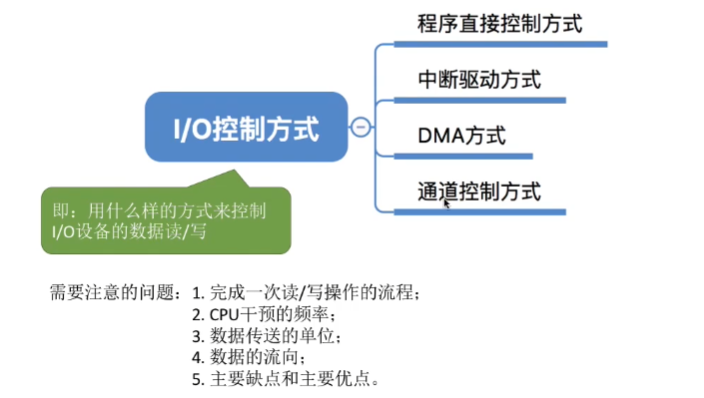 I/O控制方式
程序直接控制方式
中断驱动方式
DMA方式
通道控制方式
即：用什么样的方式来控制
I/O设备的数据读/写
需要注意的问题：1. 完成一次读/写操作的流程；
2. CPU干预的频率；
3. 数据传送的单位；
4. 数据的流向；
5. 主要缺点和主要优点。